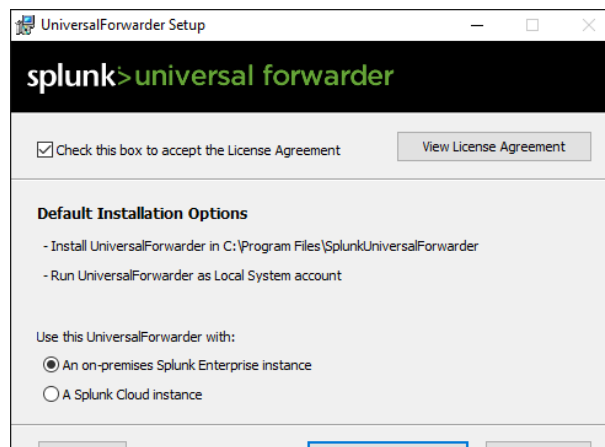 UniversalForwarder Setup
splunk>universal forwarder
Check this box to accept the License Agreement
View License Agreement
Default Installation Options
- Install UniversalForwarder in C:\Program Files\SplunkUniversalForwarder
- Run UniversalForwarder as Local System account
Use this UniversalForwarder with:
An on-premises Splunk Enterprise instance
A Splunk Cloud instance